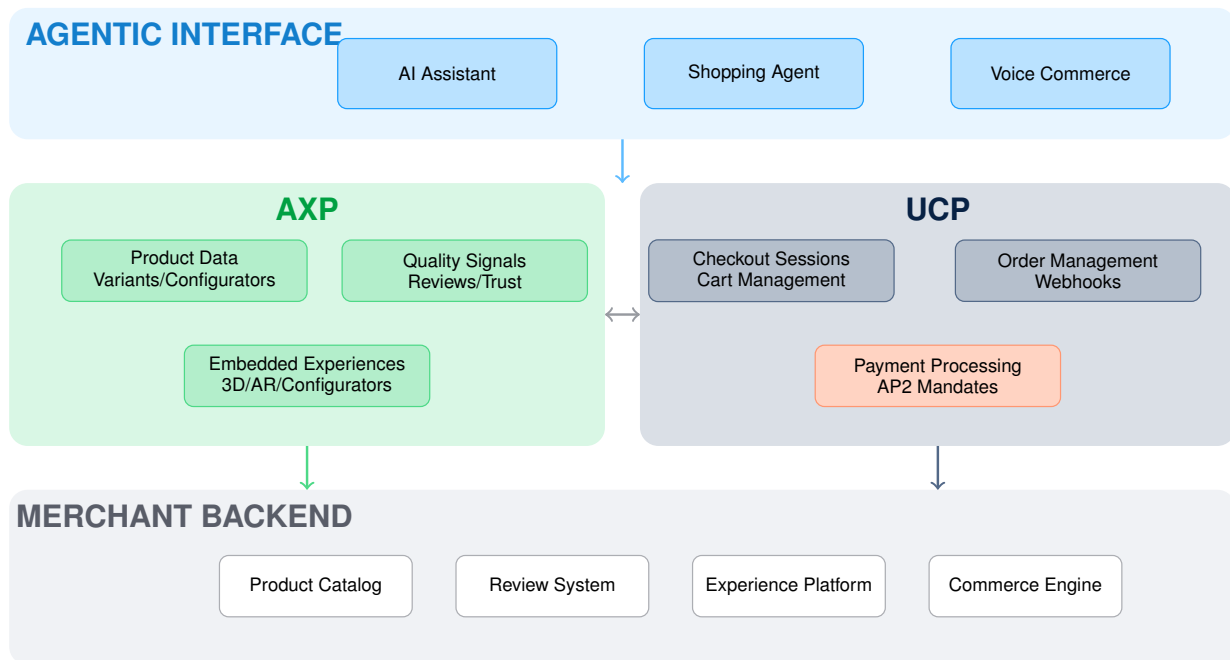 AGENTIC INTERFACE
AI Assistant
Shopping Agent
Voice Commerce
AXP
Product Data
Variants/Configurators
Quality Signals
Reviews/Trust
Embedded Experiences
3D/AR/Configurators
UCP
Checkout Sessions
Cart Management
Order Management
Webhooks
Payment Processing
AP2 Mandates
MERCHANT BACKEND
Product Catalog
Review System
Experience Platform
Commerce Engine